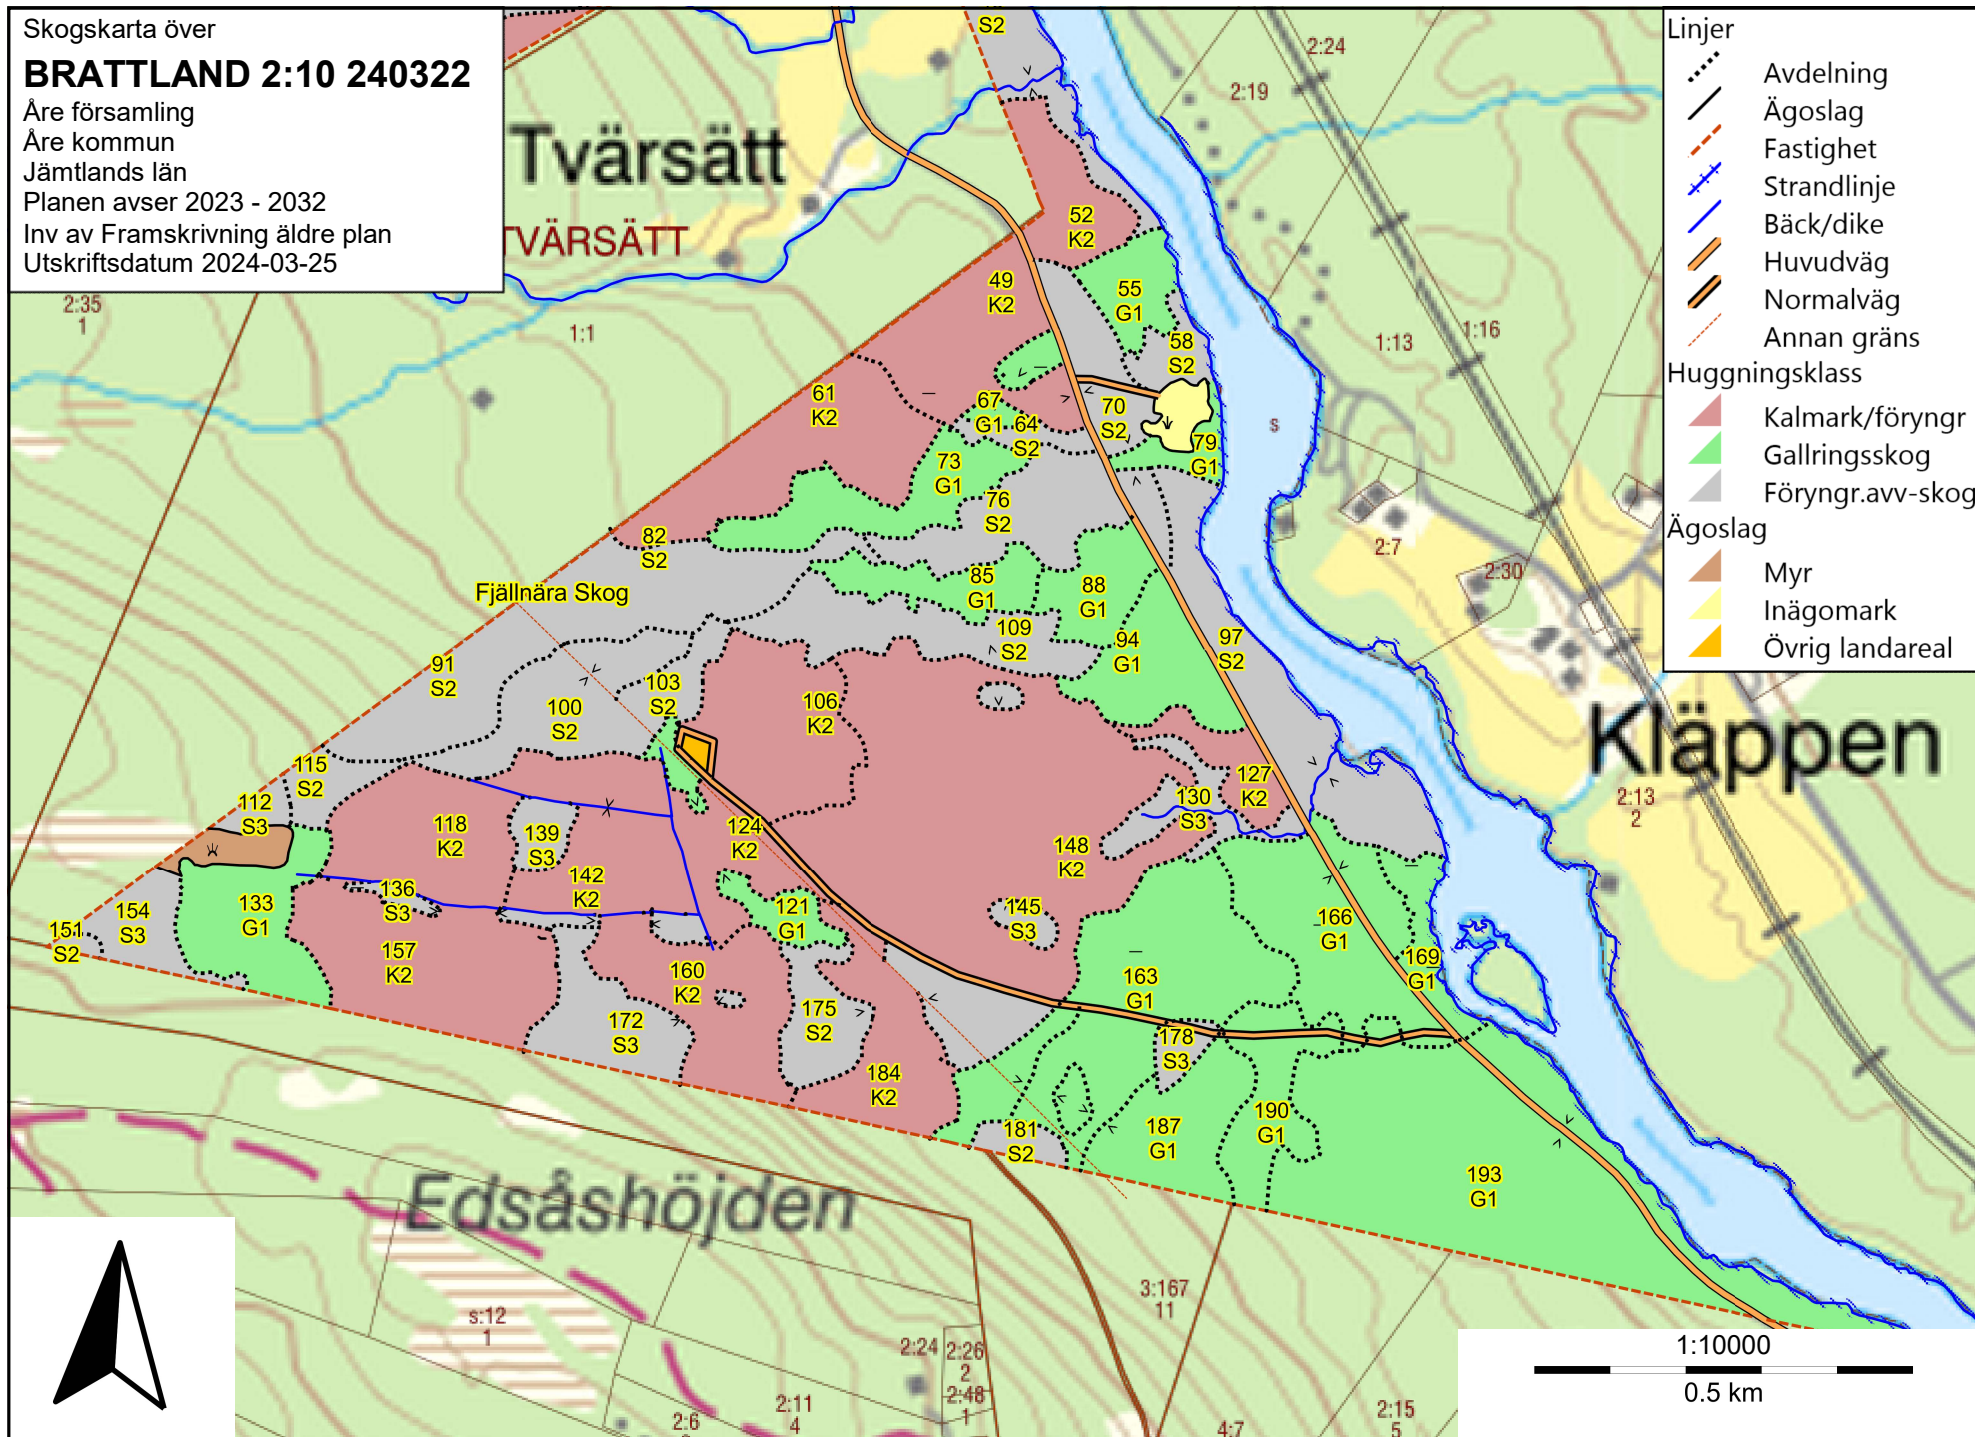 Skogskarta över
BRATTLAND 2:10 240322
Åre församling
Åre kommun
Jämtlands län
Planen avser 2023 - 2032
Inv av Framskrivning äldre plan
Utskriftsdatum 2024-03-25
Linjer
Avdelning
Ägoslag
Fastighet
Strandlinje
Bäck/dike
Huvudväg
Normalväg
Annan gräns
Huggningsklass
Kalmark/föryngr
Gallringsskog
Föryngr.avv-skog
Ägoslag
Myr
Inägomark
Övrig landareal
S2
2:24
2:19
Tvärsätt
TVÄRSÄTT
52
K2
49
K2
55
G1
2:35
1
1:1
1:16
1:13
58
S2
61
K2
67
G1
64
S2
70
S2
79
G1
s
73
G1
76
S2
82
S2
2:7
2:30
Fjällnära Skog
85
G1
88
G1
109
S2
94
G1
97
S2
91
S2
103
S2
100
S2
106
K2
Kläppen
115
S2
112
S3
127
K2
130
S3
2:13
2
118
K2
139
S3
124
K2
148
K2
142
K2
136
S3
133
G1
154
S3
151
S2
121
G1
145
S3
166
G1
157
K2
160
K2
163
G1
169
G1
175
S2
172
S3
178
S3
184
K2
181
S2
187
G1
190
G1
193
G1
Edsåshöjden
3:167
11
s:12
1
2:24
2:26
2
2:48
1
2:11
4
2:6
4:7
2:15
5
1:10000
0.5 km